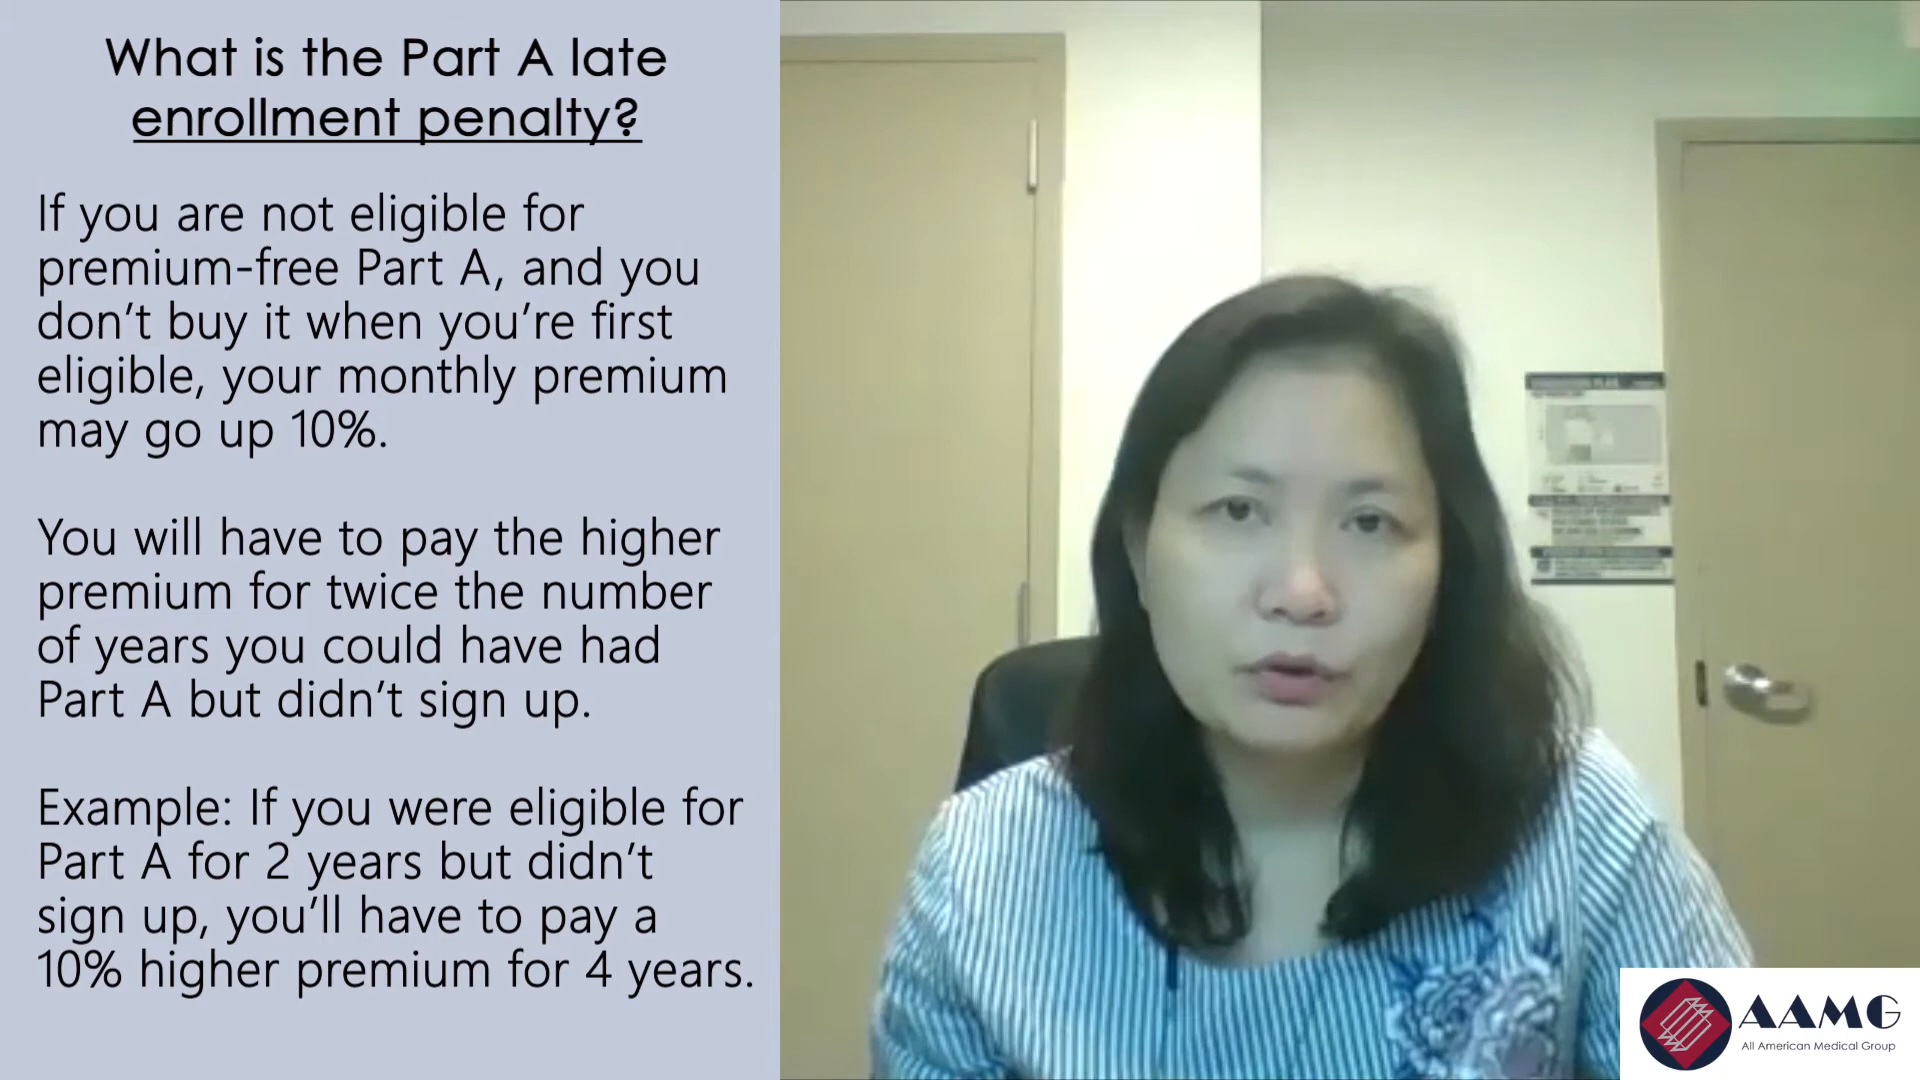 What is the Part A late
enrollment penalty?
If you are not eligible for
premium-free Part A, and you
don't buy it when you're first
eligible, your monthly premium
may go up 10%.
You will have to pay the higher
premium for twice the number
of years you could have had
Part A but didn't sign up.
Example: If you were eligible for
Part A for 2 years but didn't
sign up, you'll have to pay a
10% higher premium for 4 years.
AAMG
All American Medical Group